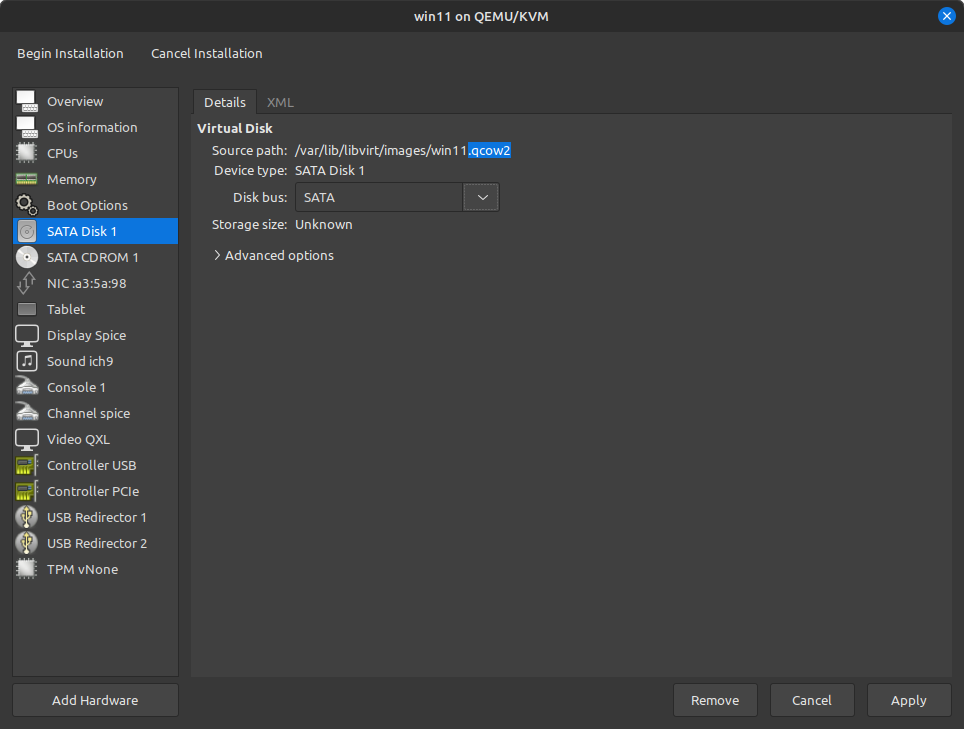 win11 on QEMU/KVM
Begin Installation Cancel Installation
Overview
OS information
CPUs
Memory
Boot Options
SATA Disk 1
SATA CDROM 1
NIC :a3:5a:98
Tablet
Display Spice
Sound ich9
Console 1
Channel spice
Video QXL
Controller USB
Controller PCIe
USB Redirector 1
USB Redirector 2
TPM vNone
Add Hardware
Details XML
Virtual Disk
Source path: /var/lib/libvirt/images/win11.qcow2
Device type: SATA Disk 1
Disk bus: SATA
Storage size: Unknown
Advanced options
Remove Cancel Apply